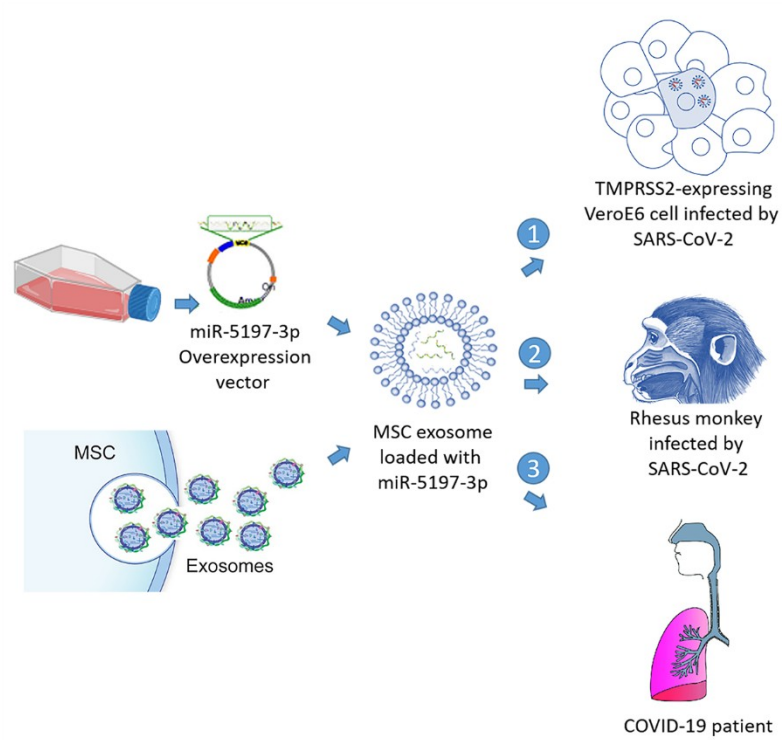 miR-5197-3p
Overexpression
vector
MSC
Exosomes
MSC exosome
loaded with
miR-5197-3p
1
TMPRSS2-expressing
VeroE6 cell infected by
SARS-CoV-2
2
Rhesus monkey
infected by
SARS-CoV-2
3
COVID-19 patient